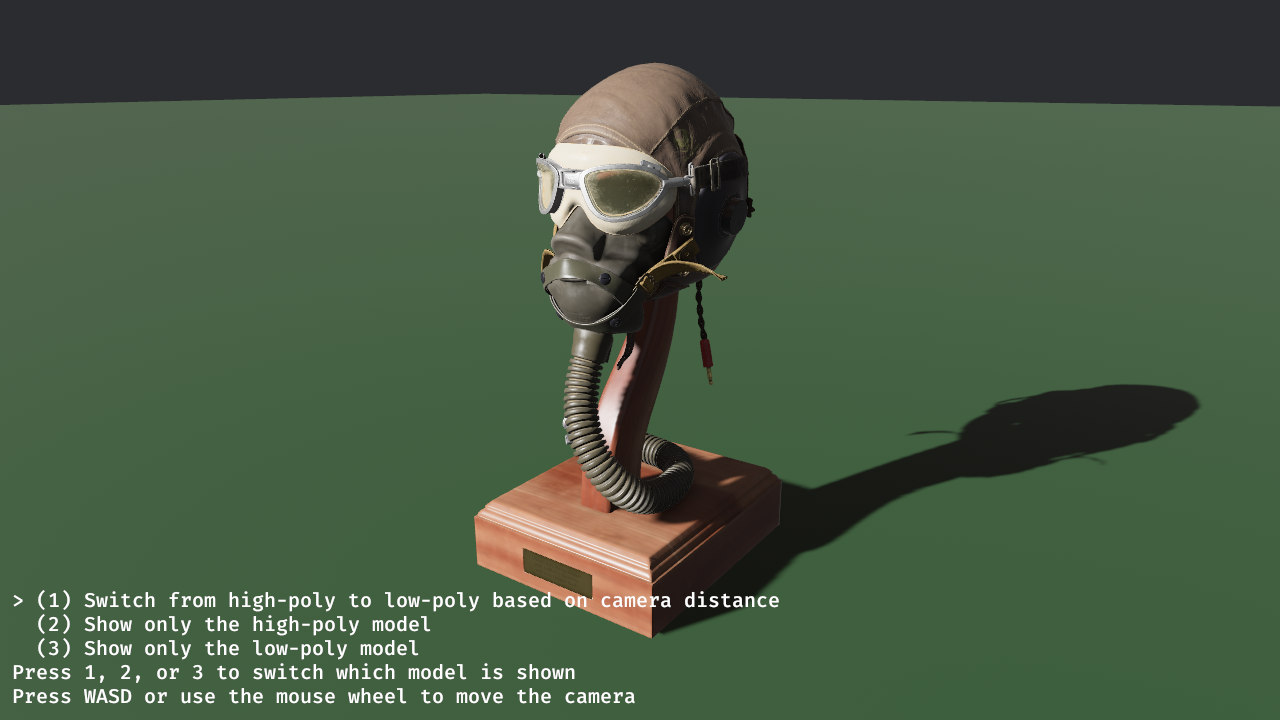 > (1) Switch from high-poly to low-poly based on camera distance
(2) Show only the high-poly model
(3) Show only the low-poly model
Press 1, 2, or 3 to switch which model is shown
Press WASD or use the mouse wheel to move the camera